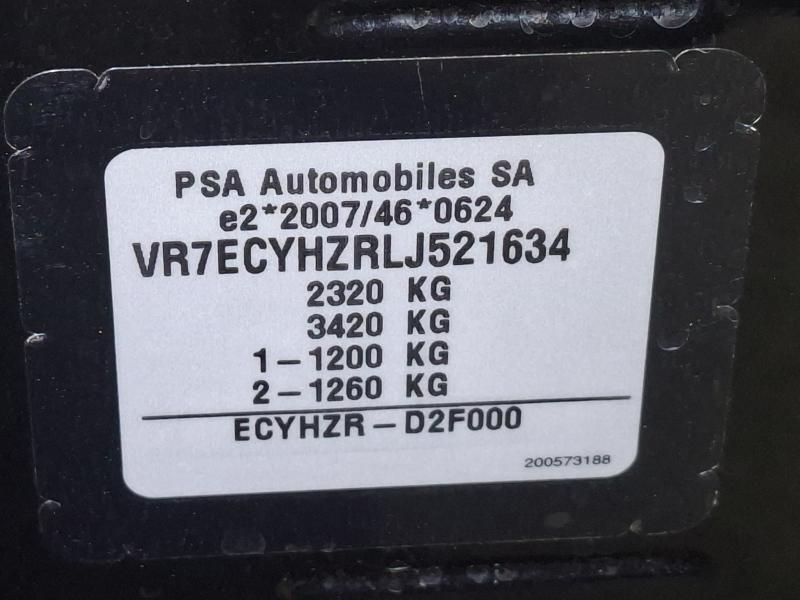 PSA Automobiles SA
e2*2007/46*0624
VR7ECYHZRLJ521634
2320 KG
3420 KG
1-1200 KG
2-1260 KG
ECYHZR-D2F000
200573188